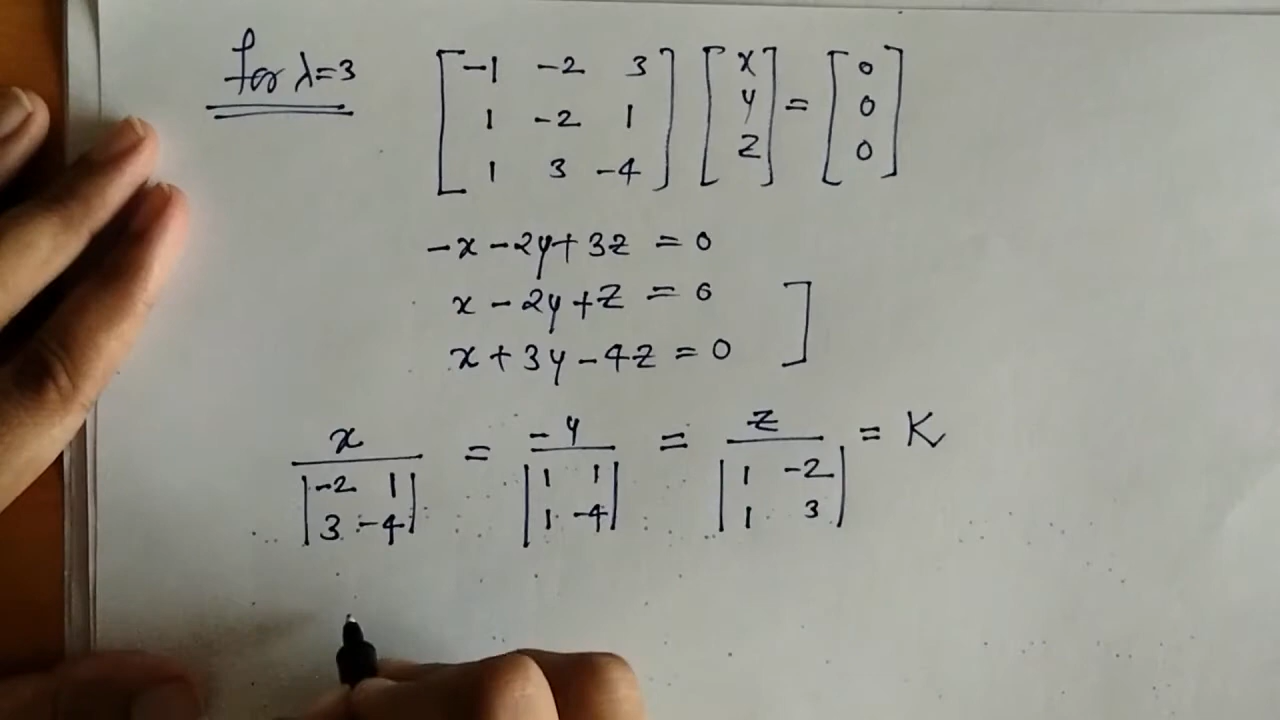 for λ=3 [-1 -2 3] [x] = [0]
[1 -2 1] [y] [0]
[1 3 -4] [z] [0]
-x-2y+3z = 0
x-2y+z = 0
x+3y-4z=0 ]
x = -y = z = K
|-2 1| |1 1| |1 -2|
|3 -4| |1 -4| |1 3|